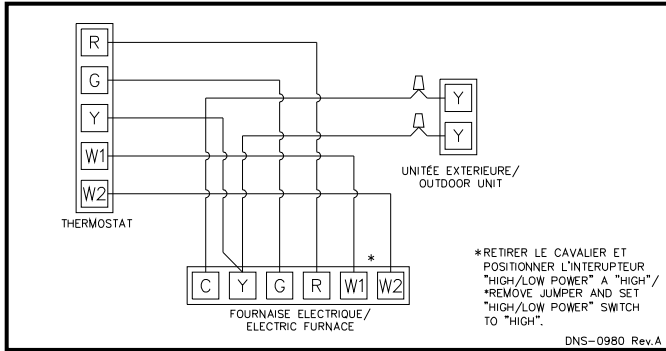 R
G
Y
W1
W2
THERMOSTAT
Y
Y
UNITÉE EXTERIEURE/
OUTDOOR UNIT
*
C Y G R W1 W2
FOURNAISE ELECTRIQUE/
ELECTRIC FURNACE
*RETIRER LE CAVALIER ET
POSITIONNER L'INTERUPTEUR
"HIGH/LOW POWER" A "HIGH"/
*REMOVE JUMPER AND SET
"HIGH/LOW POWER" SWITCH
TO "HIGH".
DNS-0980 Rev.A